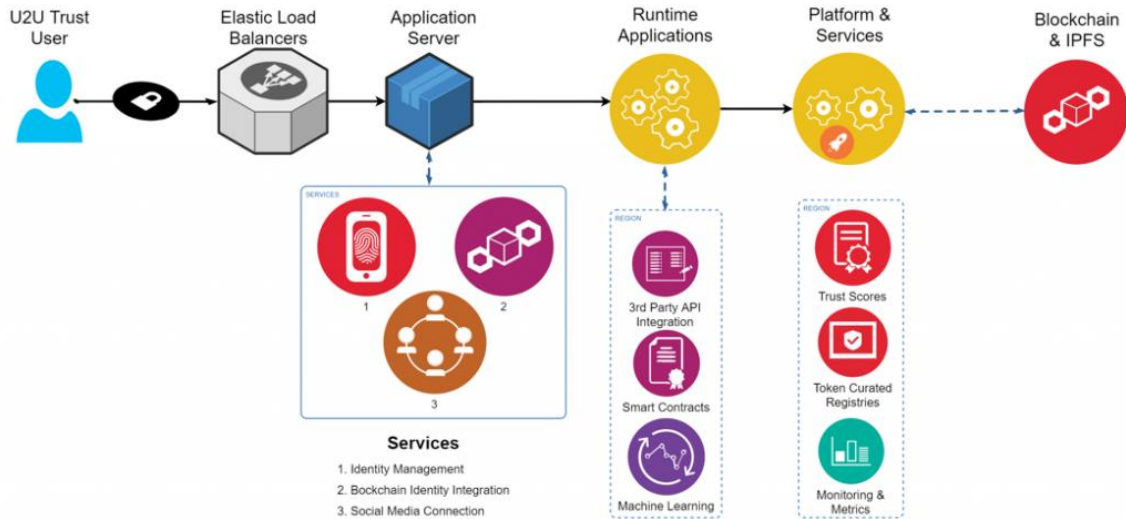 U2U Trust
User
Elastic Load
Balancers
Application
Server
Runtime
Applications
Platform &
Services
Blockchain
& IPFS
SERVICES
1
2
3
Services
1. Identity Management
2. Bockchain Identity Integration
3. Social Media Connection
REGION
3rd Party API
Integration
Smart Contracts
Machine Learning
REGION
Trust Scores
Token Curated
Registries
Monitoring &
Metrics